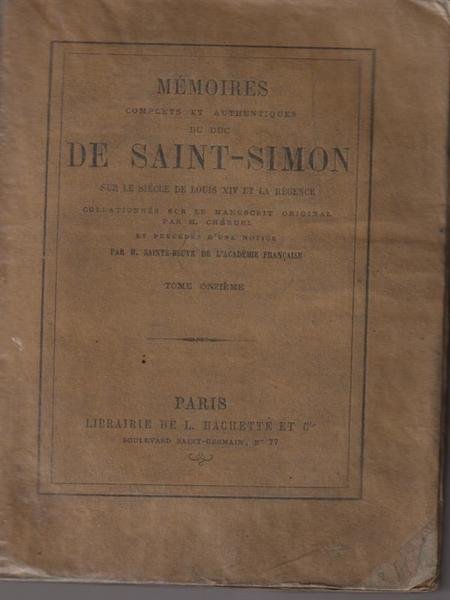 MÉMOIRES
COMPLETS ET AUTHENTIQUES
DU DUC
DE SAINT-SIMON
SUR LE SIÈCLE DE LOUIS XIV ET LA RÉGENCE
COLLATIONNÉS SUR LE MANUSCRIT ORIGINAL
PAR M. CHÉRUEL
ET PRÉCÉDÉS D'UNE NOTICE
PAR M. SAINTE-BEUVE DE L'ACADÉMIE FRANÇAISE
TOME ONZIÈME
PARIS
LIBRAIRIE DE L. HACHETTE ET Cie
BOULEVARD SAINT-GERMAIN, N° 77